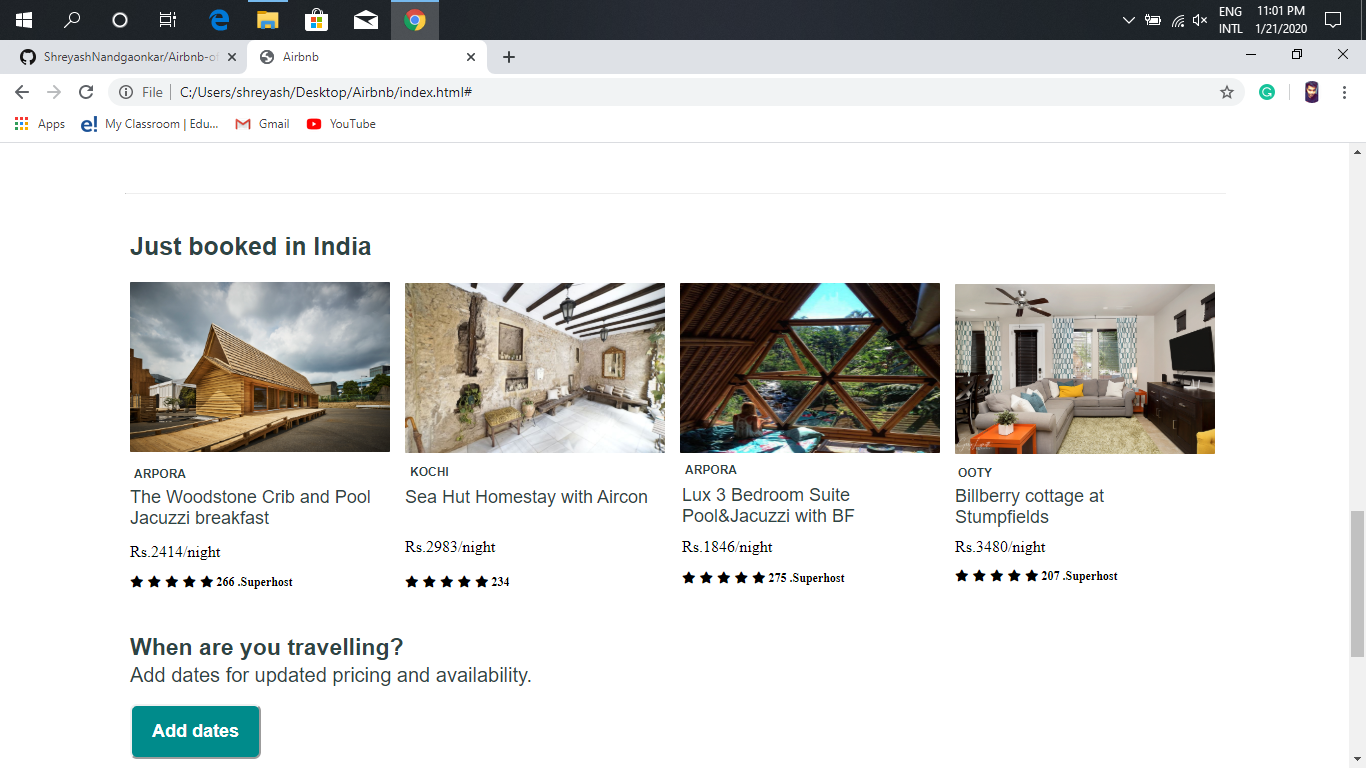 ENG
11:01 PM
INTL
1/21/2020
ShreyashNandgaonkar/Airbnb-of
Airbnb
File
C:/Users/shreyash/Desktop/Airbnb/index.html#
Apps
e! My Classroom | Edu...
Gmail
YouTube
Just booked in India
ARPORA
The Woodstone Crib and Pool
Jacuzzi breakfast
Rs.2414/night
266 .Superhost
KOCHI
Sea Hut Homestay with Aircon
Rs.2983/night
234
ARPORA
Lux 3 Bedroom Suite
Pool&Jacuzzi with BF
Rs.1846/night
275 .Superhost
OOTY
Billberry cottage at
Stumpfields
Rs.3480/night
207 .Superhost
When are you travelling?
Add dates for updated pricing and availability.
Add dates